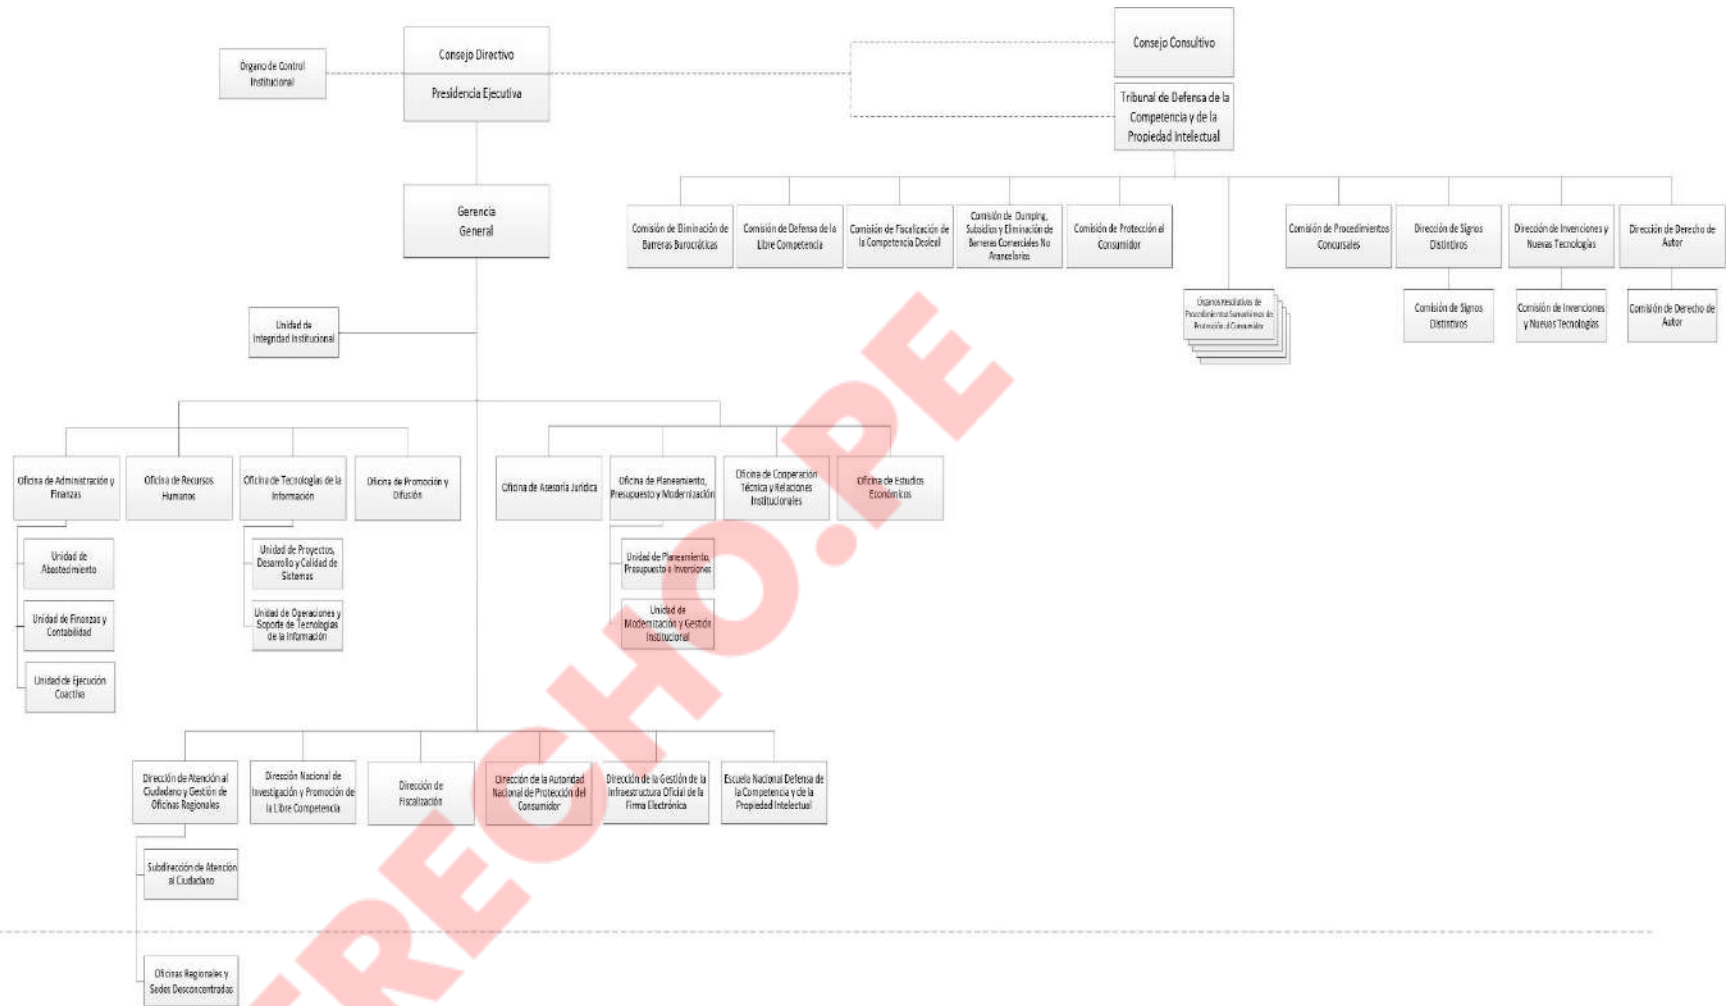 Consejo Directivo
Presidencia Ejecutiva
Órgano de Control
Institucional
Consejo Consultivo
Tribunal de Defensa de la
Competencia y de la
Propiedad Intelectual
Gerencia
General
Comisión de Eliminación de
Barreras Burocráticas
Comisión de Defensa de la
Libre Competencia
Comisión de Fiscalización de
la Competencia Desleal
Comisión de Dumping,
Subsidios y Eliminación de
Barreras Comerciales No
Arancelarias
Comisión de Protección al
Consumidor
Órganos Resolutivos de
Procedimientos Sumarísimos de
Protección al Consumidor
Comisión de Procedimientos
Concursales
Dirección de Signos
Distintivos
Dirección de Invenciones y
Nuevas Tecnologías
Dirección de Derecho de
Autor
Comisión de Signos
Distintivos
Comisión de Invenciones
y Nuevas Tecnologías
Comisión de Derecho de
Autor
Unidad de
Integridad Institucional
Oficina de Administración y
Finanzas
Oficina de Recursos
Humanos
Oficina de Tecnologías de la
Información
Oficina de Promoción y
Difusión
Oficina de Asesoría Jurídica
Oficina de Planeamiento,
Presupuesto y Modernización
Oficina de Cooperación
Técnica y Relaciones
Institucionales
Oficina de Estudios
Económicos
Unidad de
Abastecimiento
Unidad de Finanzas y
Contabilidad
Unidad de Ejecución
Coactiva
Unidad de Proyectos,
Desarrollo y Calidad de
Sistemas
Unidad de Operaciones y
Soporte de Tecnologías
de la Información
Unidad de Planeamiento,
Presupuesto e Inversiones
Unidad de
Modernización y Gestión
Institucional
Dirección de Atención al
Ciudadano y Gestión de
Oficinas Regionales
Dirección Nacional de
Investigación y Promoción de
la Libre Competencia
Dirección de
Fiscalización
Dirección de la Autoridad
Nacional de Protección del
Consumidor
Dirección de la Gestión de la
Infraestructura Oficial de la
Firma Electrónica
Escuela Nacional Defensa de
la Competencia y de la
Propiedad Intelectual
Subdirección de Atención
al Ciudadano
Oficinas Regionales y
Sedes Desconcentradas
ERECHO.PE